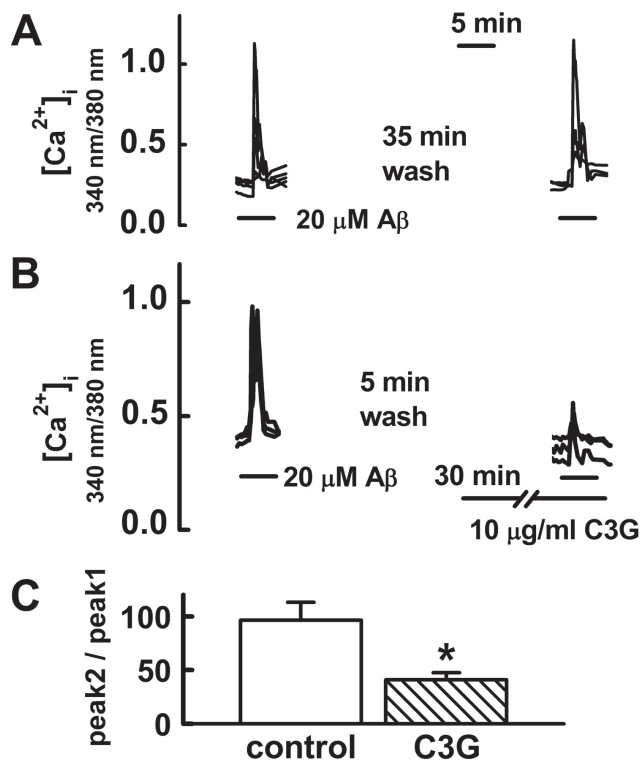 A
[Ca²⁺]ᵢ
340 nm/380 nm
1.0
0.5
0.0
5 min
35 min
wash
20 μM Aβ
B
[Ca²⁺]ᵢ
340 nm/380 nm
1.0
0.5
0.0
5 min
wash
20 μM Aβ
30 min
10 μg/ml C3G
C
peak2 / peak1
100
50
0
*
control
C3G